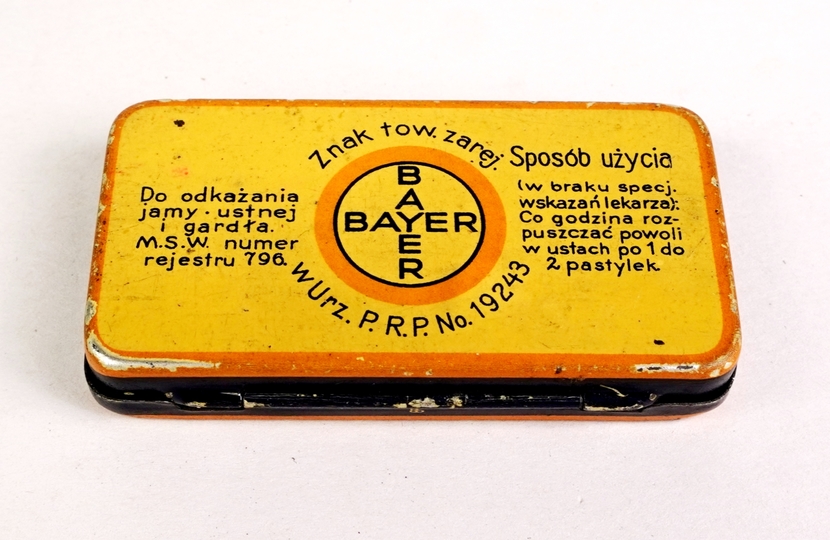 Do odkażania
jamy ustnej
i gardła.
M.S.W. numer
rejestru 796.
Znak tow. zarej.
BAYER
BAYER
w Urz. P.R.P. No. 19243
Sposób użycia
(w braku specj.
wskazań lekarza):
Co godzina roz-
puszczać powoli
w ustach po 1 do
2 pastylek.